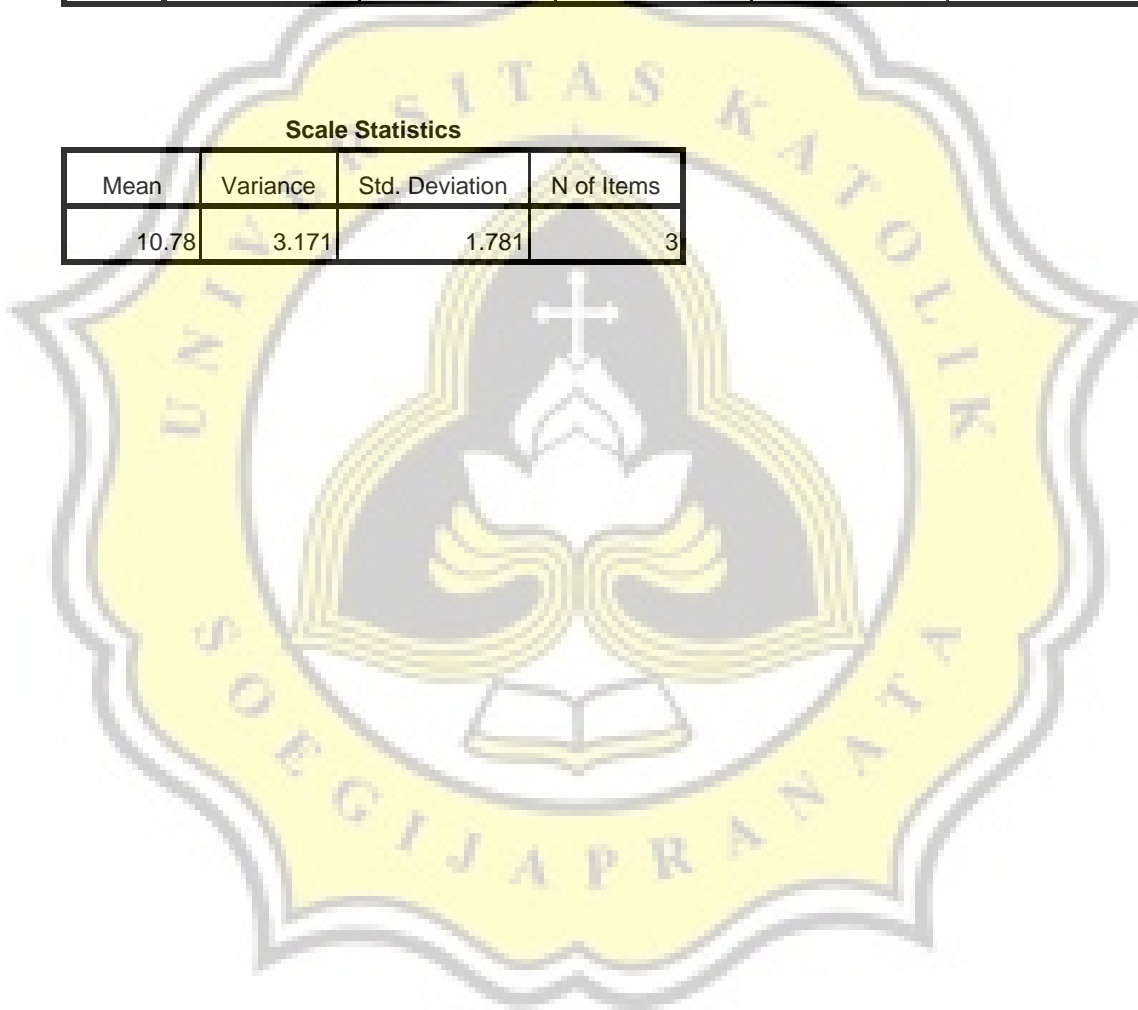 Scale Statistics
Mean Variance Std. Deviation N of Items
10.78 3.171 1.781 3
UNIVERSITAS KATOLIK
SOEGIJAPRANATA